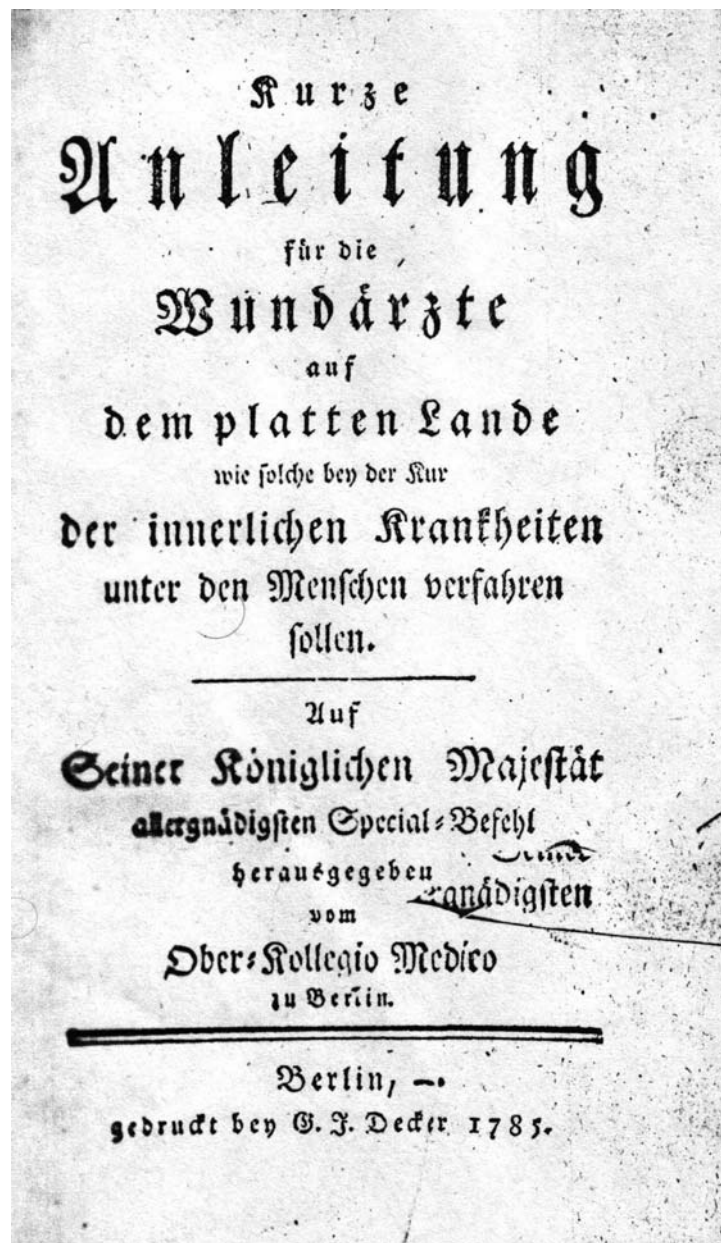 Kurze
Anleitung
für die
Wundärzte
auf
dem platten Lande
wie solche bey der Kur
der innerlichen Krankheiten
unter den Menschen verfahren
sollen.
Auf
Seiner Königlichen Majestät
allergnädigsten Special-Befehl
herausgegeben
rgnädigsten
vom
Ober-Kollegio Medico
zu Berlin.
Berlin,
gedruckt bey G. J. Decker 1785.